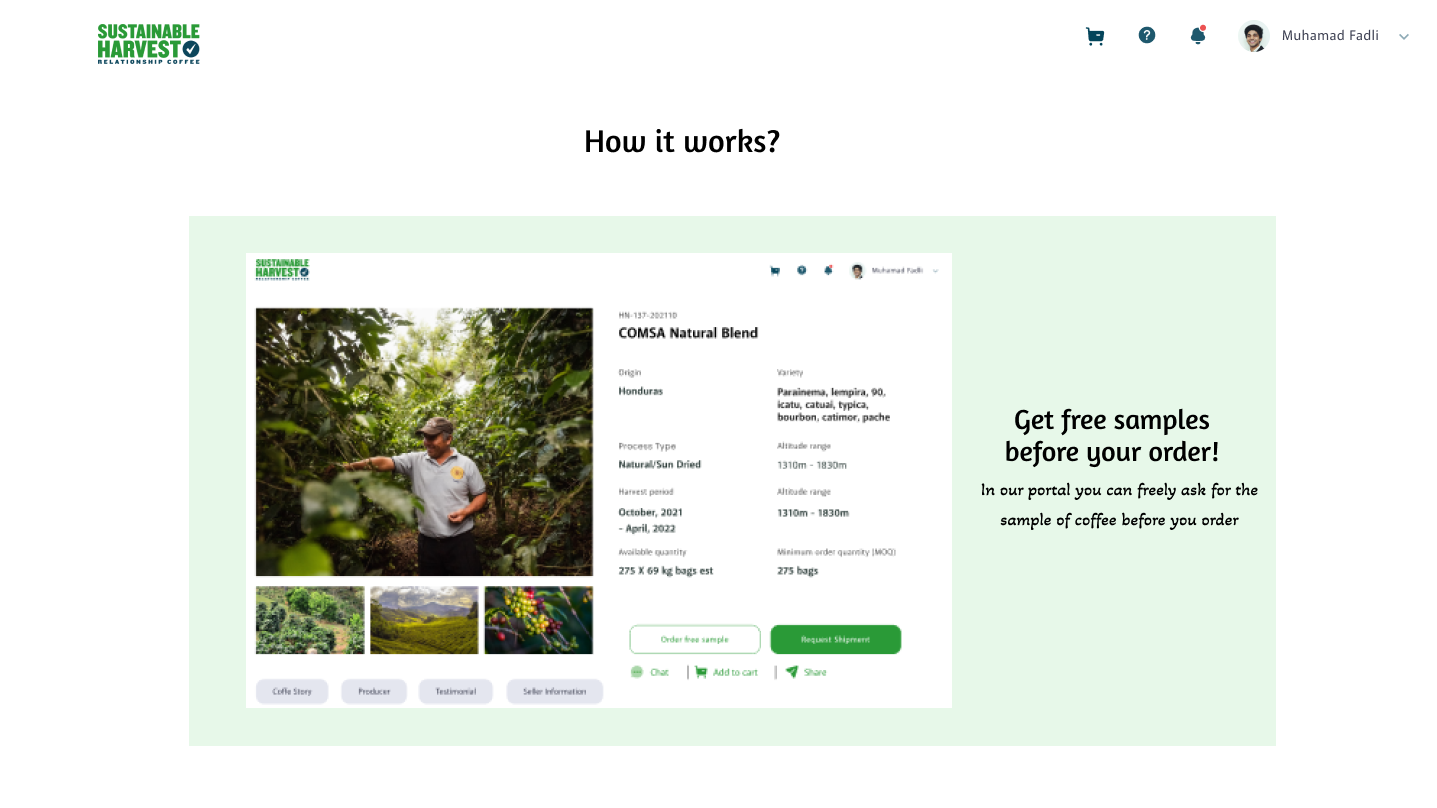 SUSTAINABLE
HARVEST
RELATIONSHIP COFFEE
Muhamad Fadli
How it works?
SUSTAINABLE
HARVEST
RELATIONSHIP COFFEE
Muhamad Fadli
HN-137-202110
COMSA Natural Blend
Origin
Honduras
Variety
Parainema, lempira, 90,
icatu, catuai, typica,
bourbon, catimor, pache
Process Type
Natural/Sun Dried
Altitude range
1310m - 1830m
Harvest period
October, 2021
- April, 2022
Altitude range
1310m - 1830m
Available quantity
275 X 69 kg bags est
Minimum order quantity (MOQ)
275 bags
Order free sample
Request Shipment
Chat
Add to cart
Share
Coffe Story
Producer
Testimonial
Seller Information
Get free samples
before your order!
In our portal you can freely ask for the
sample of coffee before you order